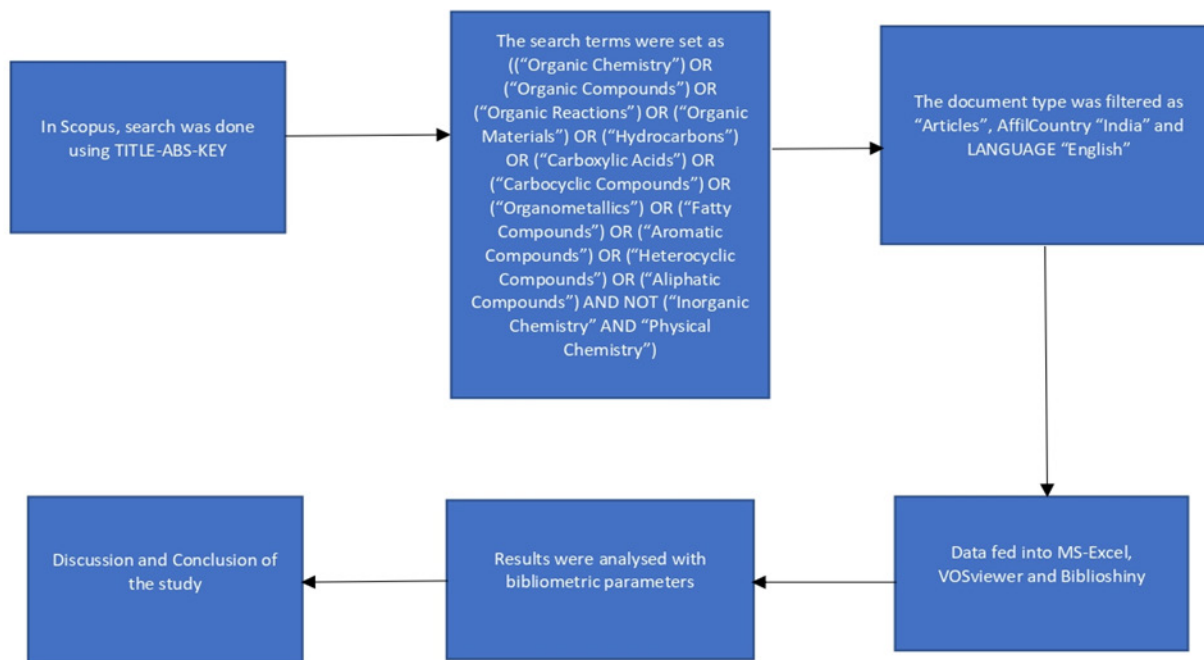 In Scopus, search was done
using TITLE-ABS-KEY
The search terms were set as
((“Organic Chemistry”) OR
(“Organic Compounds”) OR
(“Organic Reactions”) OR (“Organic
Materials”) OR (“Hydrocarbons”)
OR (“Carboxylic Acids”) OR
(“Carbocyclic Compounds”) OR
(“Organometallics”) OR (“Fatty
Compounds”) OR (“Aromatic
Compounds”) OR (“Heterocyclic
Compounds”) OR (“Aliphatic
Compounds”) AND NOT (“Inorganic
Chemistry” AND “Physical
Chemistry”)
The document type was filtered as
“Articles”, AffilCountry “India” and
LANGUAGE “English”
Data fed into MS-Excel,
VOSviewer and Biblioshiny
Results were analysed with
bibliometric parameters
Discussion and Conclusion of
the study